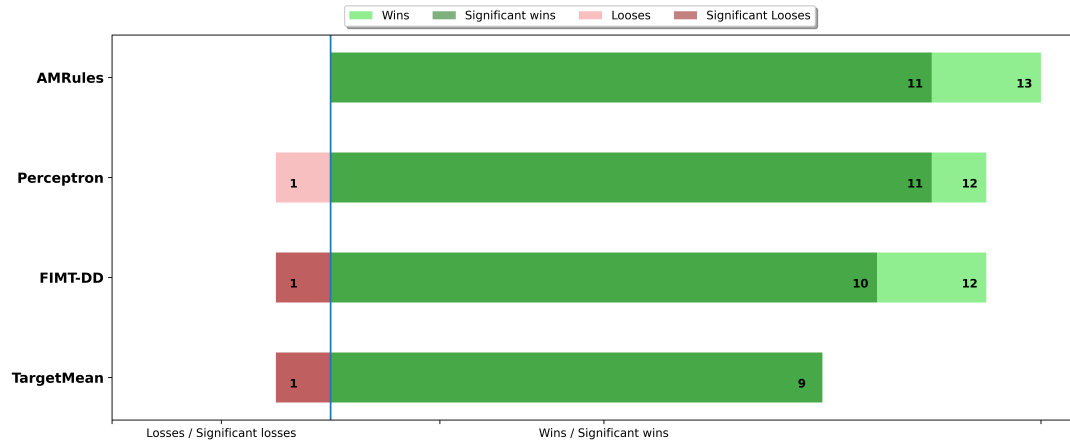 Wins Significant wins Looses Significant Looses
AMRules 11 13
Perceptron 1 11 12
FIMT-DD 1 10 12
TargetMean 1 9
Losses / Significant losses Wins / Significant wins